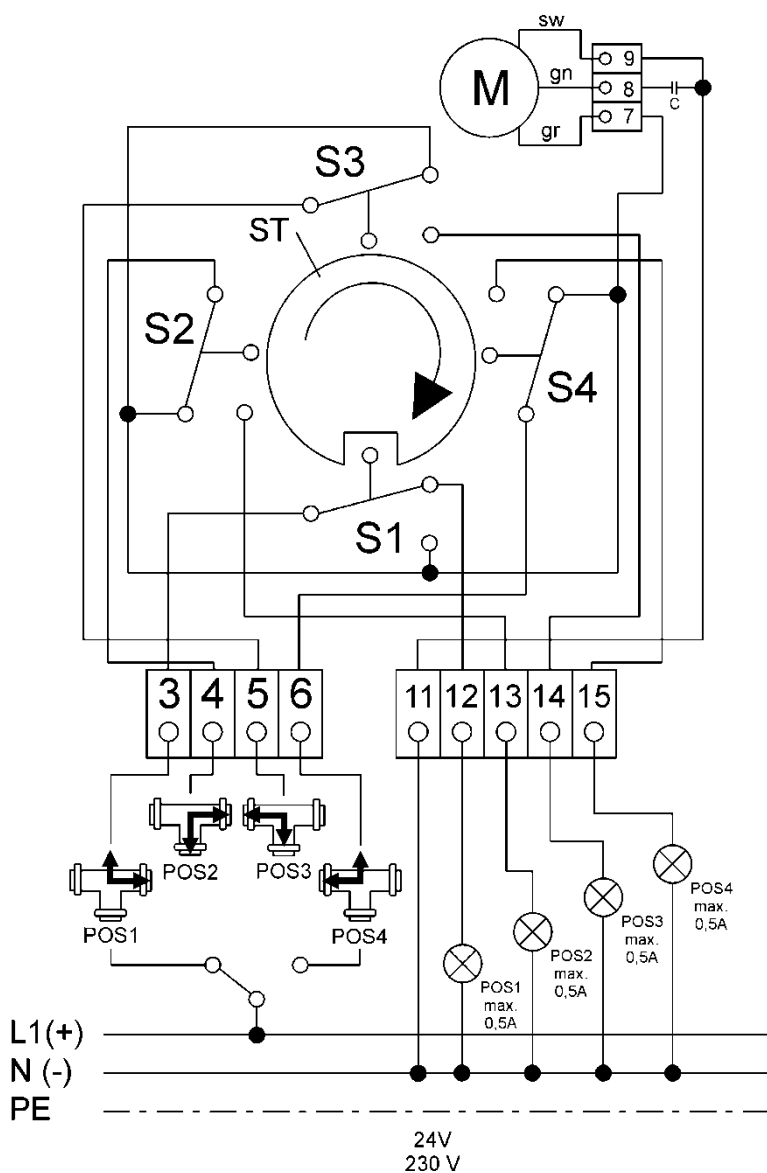 sw
9
M
gn
8
C
gr
7
S3
ST
S2
S4
S1
3 4 5 6
11 12 13 14 15
POS2 POS3
POS1 POS4
POS4
max.
0,5A
POS3
max.
0,5A
POS2
max.
0,5A
POS1
max.
0,5A
L1(+)
N (-)
PE
24V
230 V